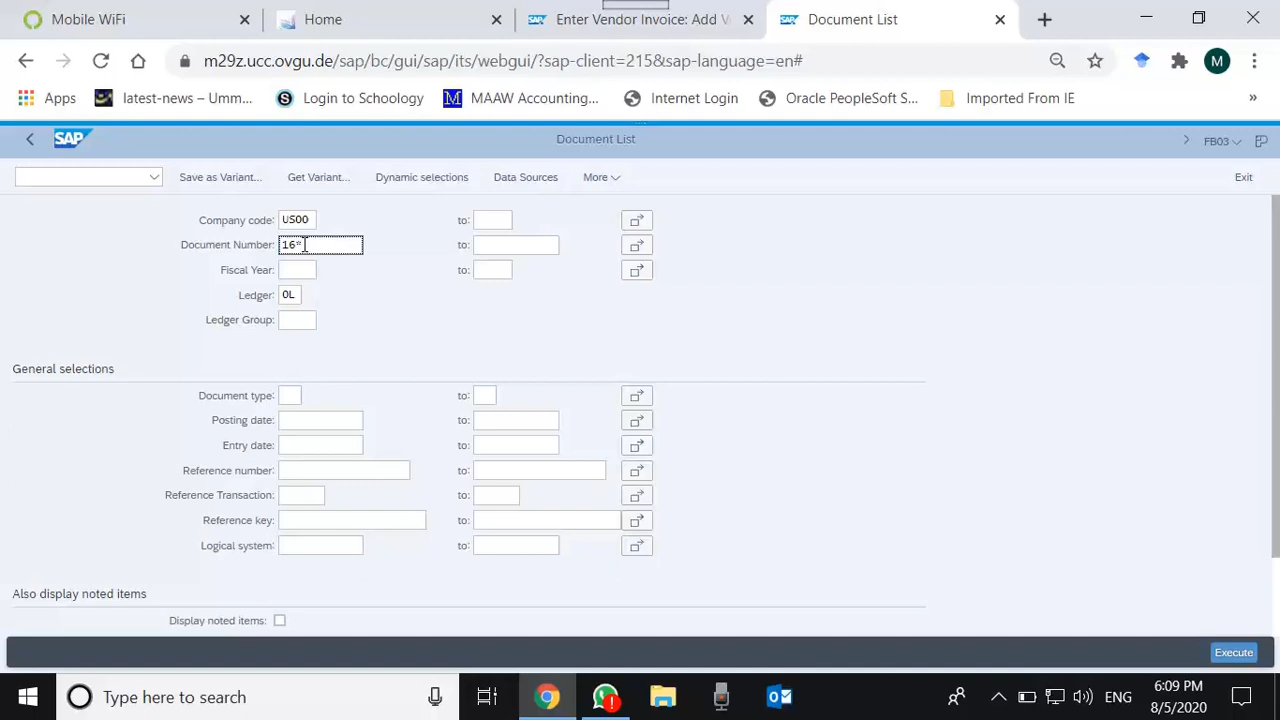 Mobile WiFi
Home
Enter Vendor Invoice: Add V
Document List
m29z.ucc.ovgu.de/sap/bc/gui/sap/its/webgui/?sap-client=215&sap-language=en#
M
Apps
latest-news – Umm...
S
Login to Schoology
M
MAAW Accounting...
Internet Login
Oracle PeopleSoft S...
Imported From IE
»
SAP
Document List
FB03
Save as Variant...
Get Variant...
Dynamic selections
Data Sources
More
Exit
Company code: US00 to:
Document Number: 16* to:
Fiscal Year: to:
Ledger: 0L
Ledger Group:
General selections
Document type: to:
Posting date: to:
Entry date: to:
Reference number: to:
Reference Transaction: to:
Reference key: to:
Logical system: to:
Also display noted items
Display noted items:
Execute
Type here to search
ENG
6:09 PM
8/5/2020